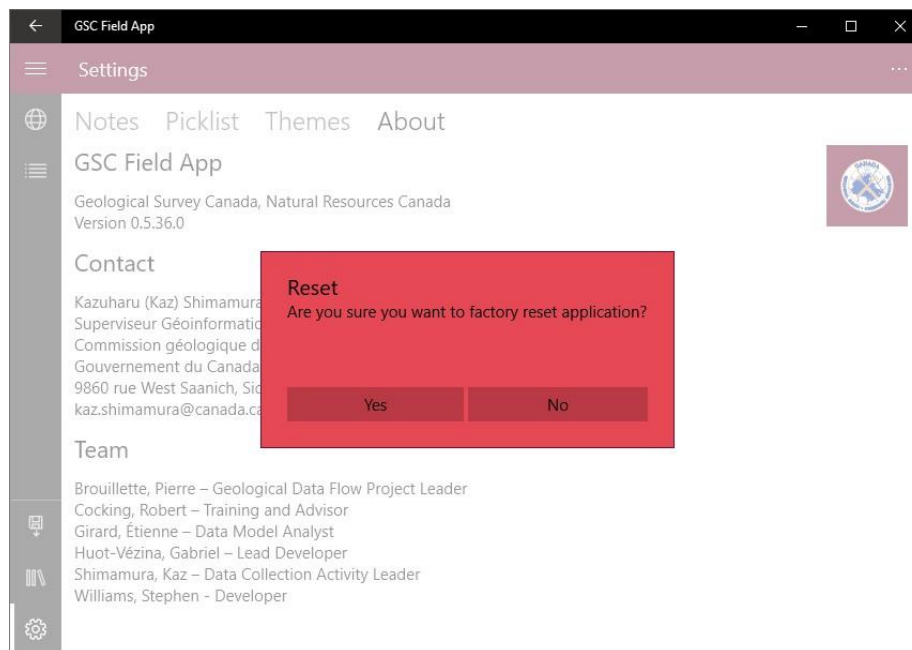 GSC Field App
Settings
Notes Picklist Themes About
GSC Field App
Geological Survey Canada, Natural Resources Canada
Version 0.5.36.0
Contact
Kazuharu (Kaz) Shimamura
Superviseur Géoinformatic
Commission géologique d
Gouvernement du Canada
9860 rue West Saanich, Sid
kaz.shimamura@canada.ca
Reset
Are you sure you want to factory reset application?
Yes No
Team
Brouillette, Pierre – Geological Data Flow Project Leader
Cocking, Robert – Training and Advisor
Girard, Étienne – Data Model Analyst
Huot-Vézina, Gabriel – Lead Developer
Shimamura, Kaz – Data Collection Activity Leader
Williams, Stephen - Developer
CANADA